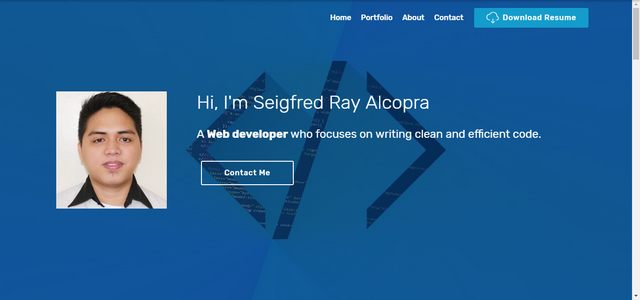 Home Portfolio About Contact Download Resume
Hi, I'm Seigfred Ray Alcopra
A Web developer who focuses on writing clean and efficient code.
Contact Me